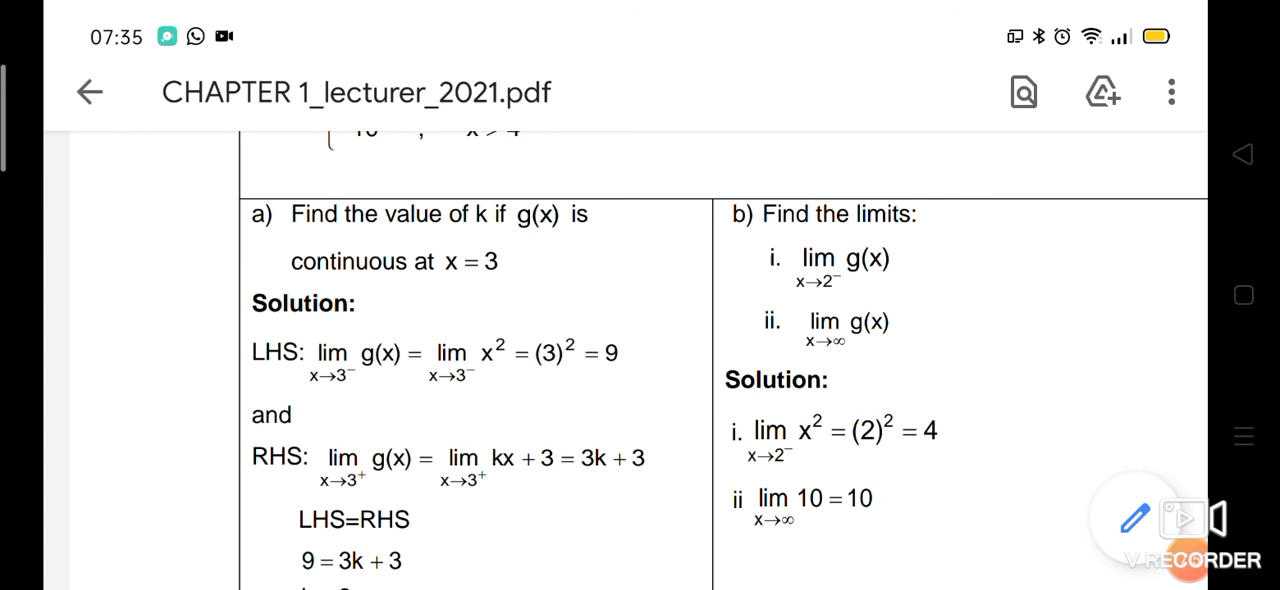 07:35
CHAPTER 1_lecturer_2021.pdf
a) Find the value of k if g(x) is
continuous at x = 3
Solution:
LHS: lim g(x) = lim x² = (3)² = 9
x→3⁻ x→3⁻
and
RHS: lim g(x) = lim kx + 3 = 3k + 3
x→3⁺ x→3⁺
LHS=RHS
9 = 3k + 3
b) Find the limits:
i. lim g(x)
x→2⁻
ii. lim g(x)
x→∞
Solution:
i. lim x² = (2)² = 4
x→2⁻
ii lim 10 = 10
x→∞
V RECORDER